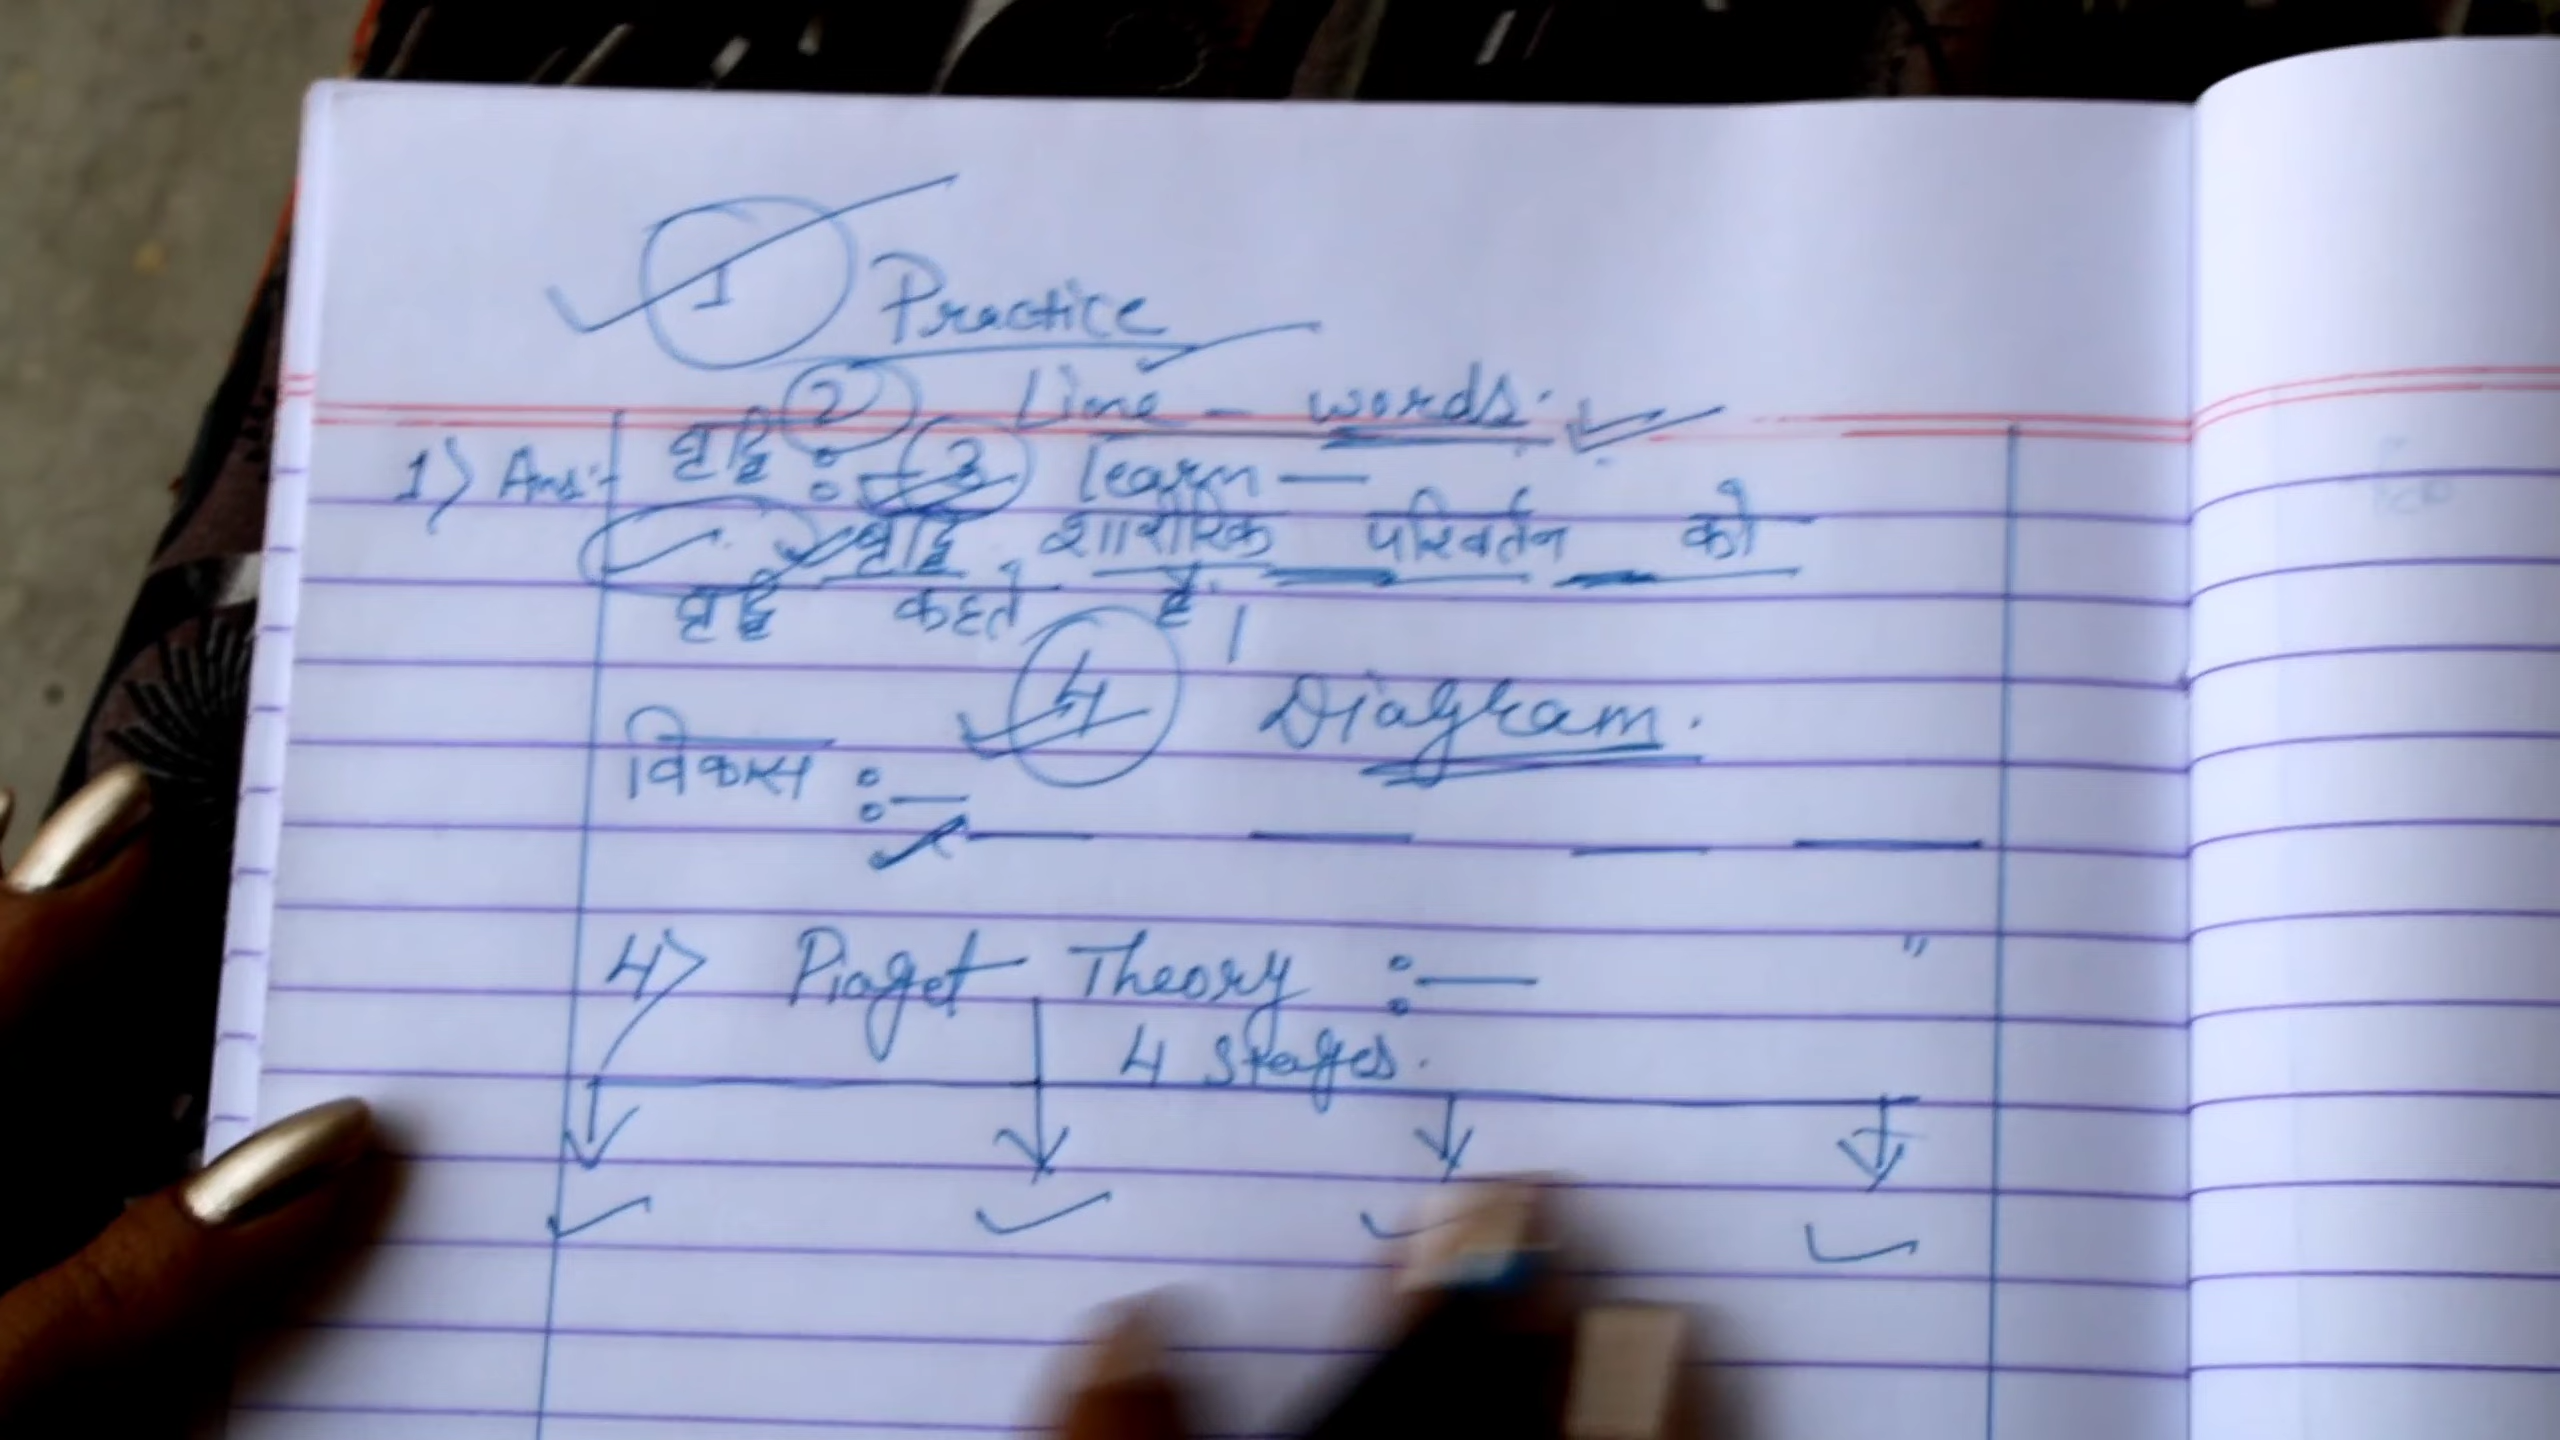 1 Practice
2 Line - words.
1) Ans:- वृद्धि :- 3 learn —
वृद्धि शारीरिक परिवर्तन को
वृद्धि कहते हैं।
4 Diagram.
विकास :-
4> Piaget Theory :-
4 Stages.